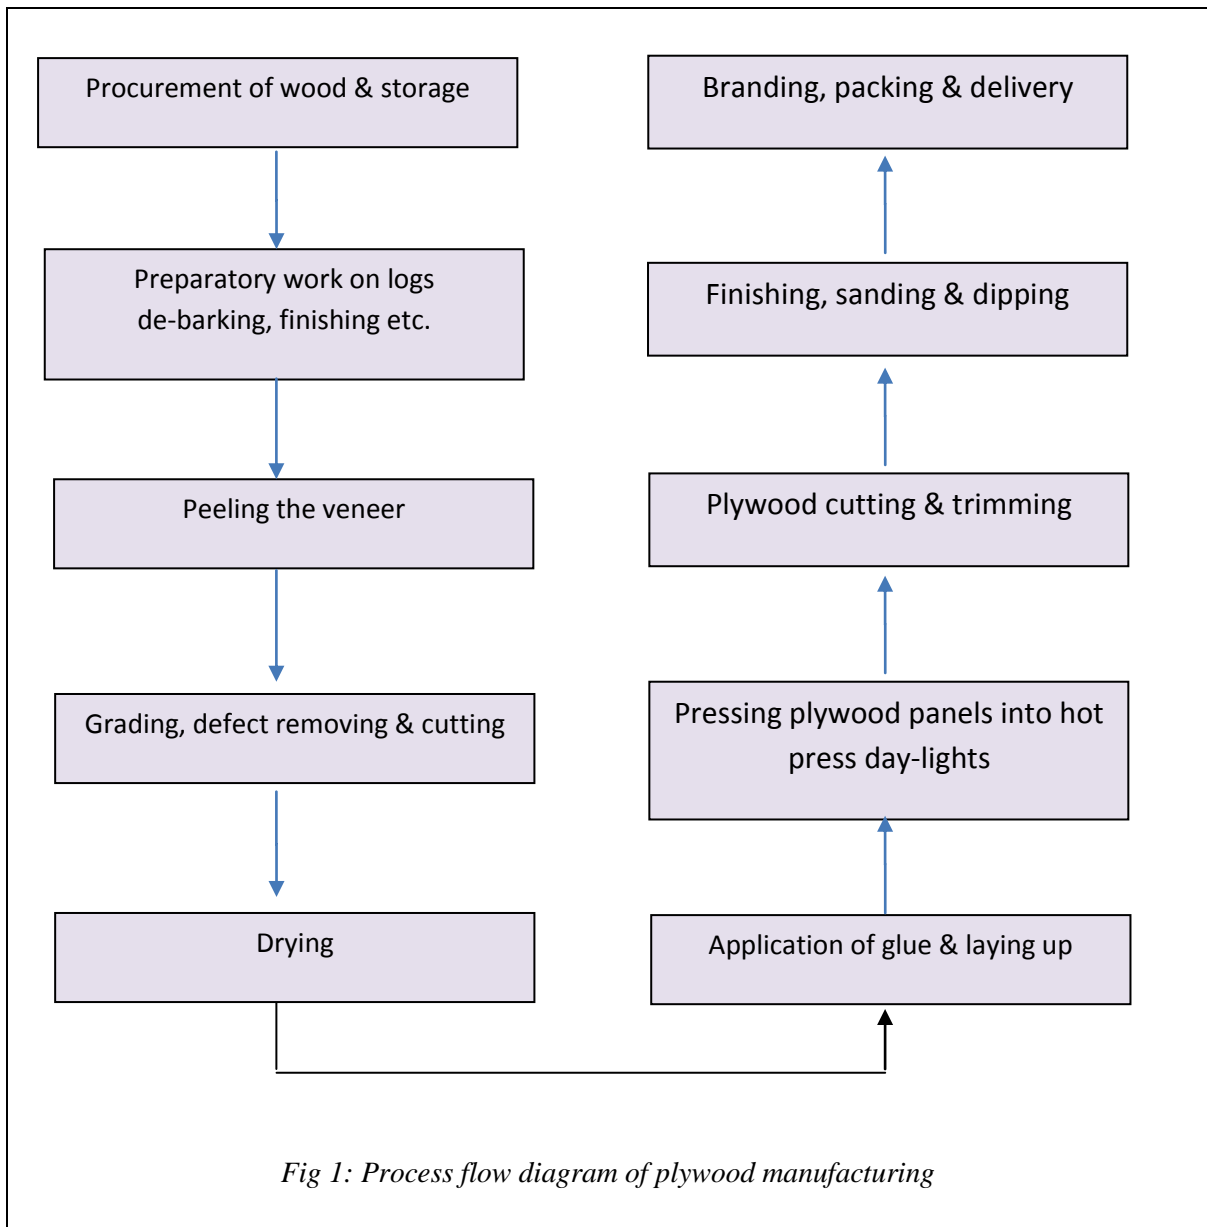 Procurement of wood & storage
Preparatory work on logs
de-barking, finishing etc.
Peeling the veneer
Grading, defect removing & cutting
Drying
Application of glue & laying up
Pressing plywood panels into hot
press day-lights
Plywood cutting & trimming
Finishing, sanding & dipping
Branding, packing & delivery
Fig 1: Process flow diagram of plywood manufacturing